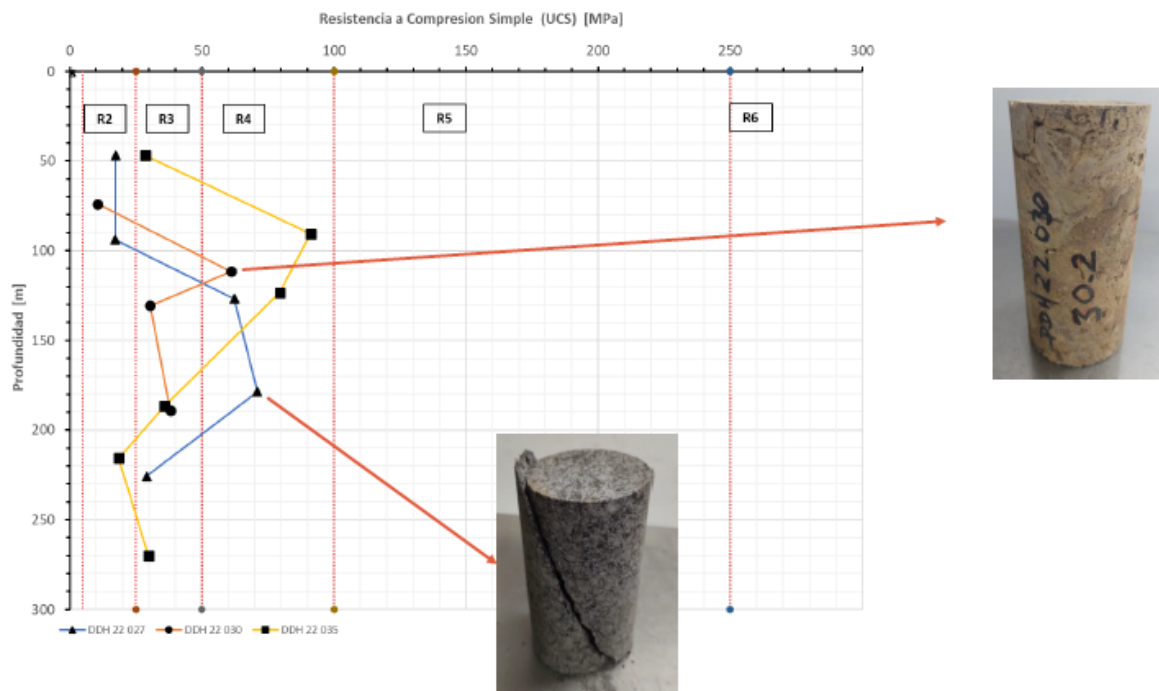 Resistencia a Compresion Simple (UCS) [MPa]
0 50 100 150 200 250 300
0
R2 R3 R4 R5 R6
50
100
150
200
250
300
Profundidad [m]
DDH 22 027 DDH 22 030 DDH 22 035
DDH 22.030
30-2